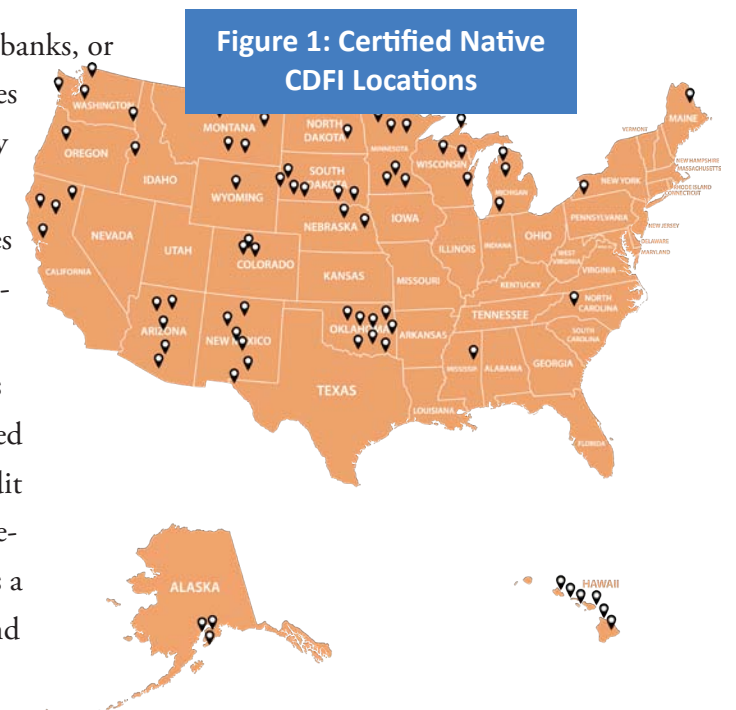 Figure 1: Certified Native
CDFI Locations
banks, or
es
y
es
-
s
ed
dit
e-
s a
nd
WASHINGTON
MONTANA
NORTH
DAKOTA
MINNESOTA
MAINE
VERMONT
OREGON
IDAHO
SOUTH
DAKOTA
WISCONSIN
MICHIGAN
NEW YORK
NEW HAMPSHIRE
MASSACHUSETTS
RHODE ISLAND
CONNECTICUT
WYOMING
NEBRASKA
IOWA
PENNSYLVANIA
NEW JERSEY
NEVADA
UTAH
COLORADO
KANSAS
MISSOURI
ILLINOIS
INDIANA
OHIO
WEST
VIRGINIA
VIRGINIA
DELAWARE
MARYLAND
CALIFORNIA
KENTUCKY
ARIZONA
NEW MEXICO
OKLAHOMA
ARKANSAS
TENNESSEE
NORTH
CAROLINA
SOUTH
CAROLINA
TEXAS
LOUISIANA
MISSISSIPPI
ALABAMA
GEORGIA
FLORIDA
ALASKA
HAWAII